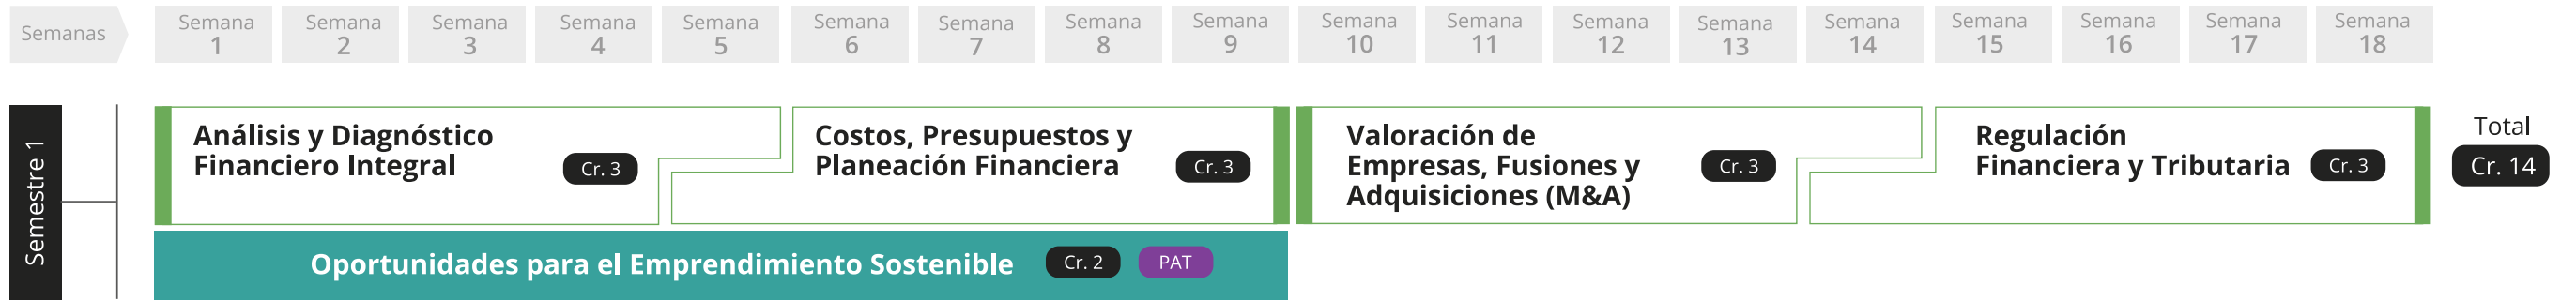 Semanas
Semana 1
Semana 2
Semana 3
Semana 4
Semana 5
Semana 6
Semana 7
Semana 8
Semana 9
Semana 10
Semana 11
Semana 12
Semana 13
Semana 14
Semana 15
Semana 16
Semana 17
Semana 18
Semestre 1
Análisis y Diagnóstico
Financiero Integral
Cr. 3
Costos, Presupuestos y
Planeación Financiera
Cr. 3
Valoración de
Empresas, Fusiones y
Adquisiciones (M&A)
Cr. 3
Regulación
Financiera y Tributaria
Cr. 3
Total
Cr. 14
Oportunidades para el Emprendimiento Sostenible
Cr. 2
PAT